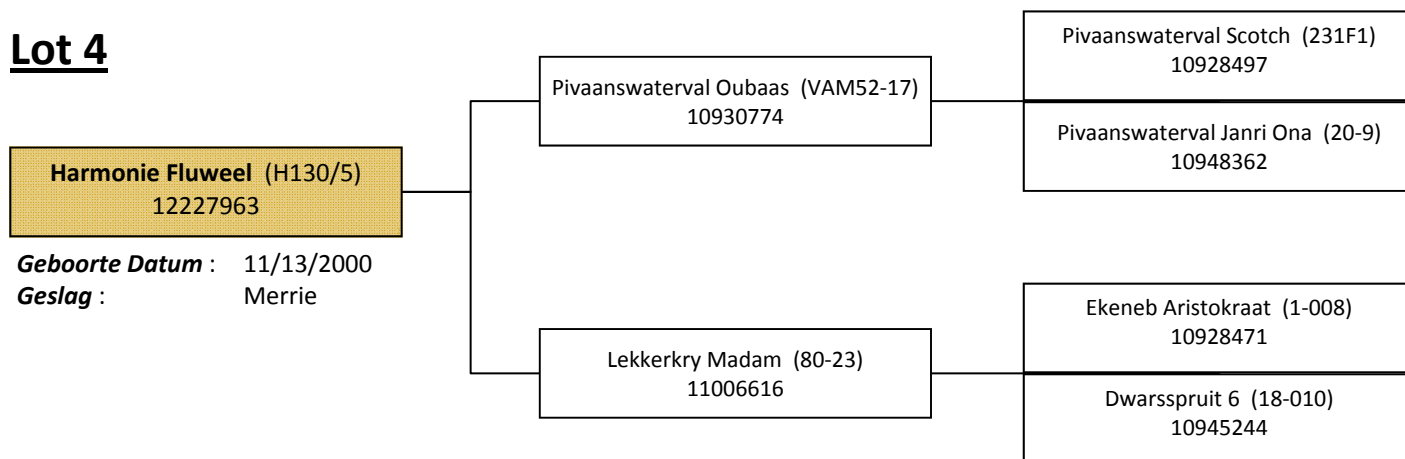 Lot 4
Harmonie Fluweel (H130/5)
12227963
Geboorte Datum : 11/13/2000
Geslag : Merrie
Pivaanswaterval Oubaas (VAM52-17)
10930774
Lekkerkry Madam (80-23)
11006616
Pivaanswaterval Scotch (231F1)
10928497
Pivaanswaterval Janri Ona (20-9)
10948362
Ekeneb Aristokraat (1-008)
10928471
Dwarsspruit 6 (18-010)
10945244